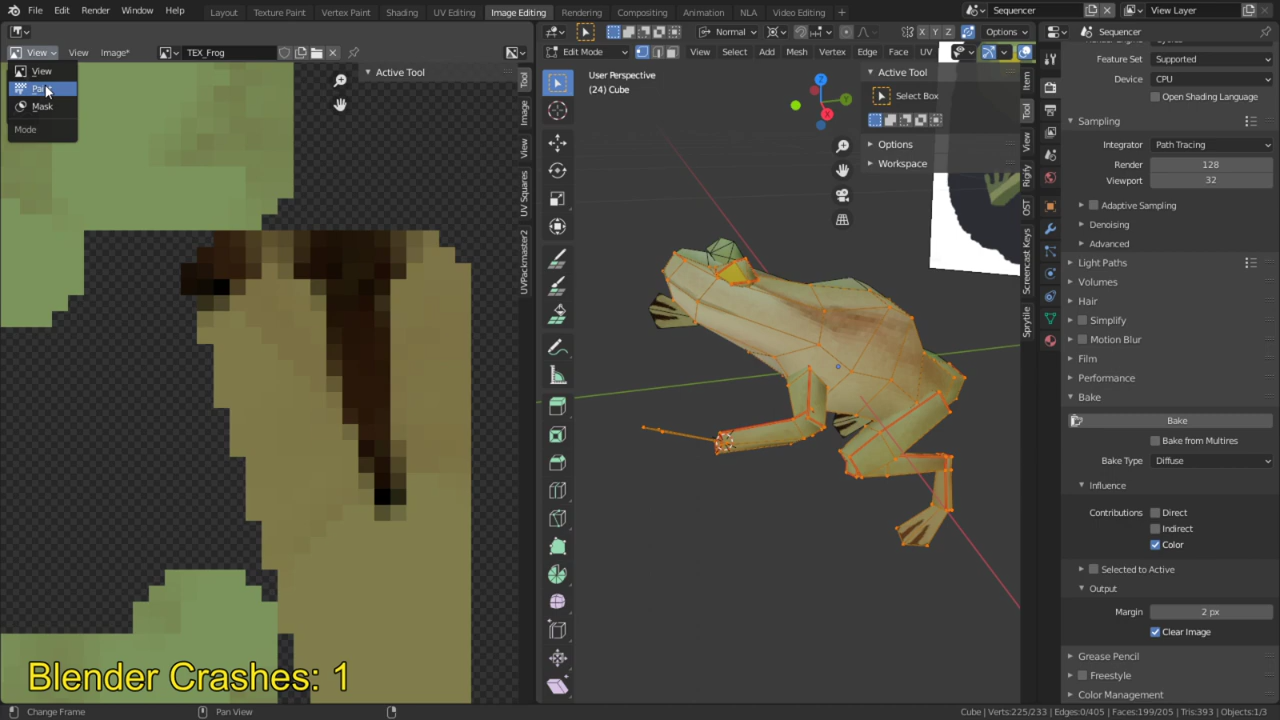 File Edit Render Window Help
Layout Texture Paint Vertex Paint Shading UV Editing Image Editing Rendering Compositing Animation NLA Video Editing +
Sequencer
View Layer
View View Image*
TEX_Frog
View
Paint
Mask
Mode
Active Tool
Tool
Image
View
UV Squares
UVPackmaster2
Normal
Options
Edit Mode
View Select Add Mesh Vertex Edge Face UV
User Perspective
(24) Cube
Active Tool
Select Box
Options
Workspace
X
Y
Z
Item
Tool
View
Rigify
OST
Screencast Keys
Sprytile
Sequencer
Feature Set Supported
Device CPU
Open Shading Language
Sampling
Integrator Path Tracing
Render 128
Viewport 32
Adaptive Sampling
Denoising
Advanced
Light Paths
Volumes
Hair
Simplify
Motion Blur
Film
Performance
Bake
Bake
Bake from Multires
Bake Type Diffuse
Influence
Contributions Direct
Indirect
Color
Selected to Active
Output
Margin 2 px
Clear Image
Grease Pencil
Freestyle
Color Management
Blender Crashes: 1
Change Frame
Pan View
Cube | Verts:225/233 | Edges:0/405 | Faces:199/205 | Tris:393 | Objects:1/3